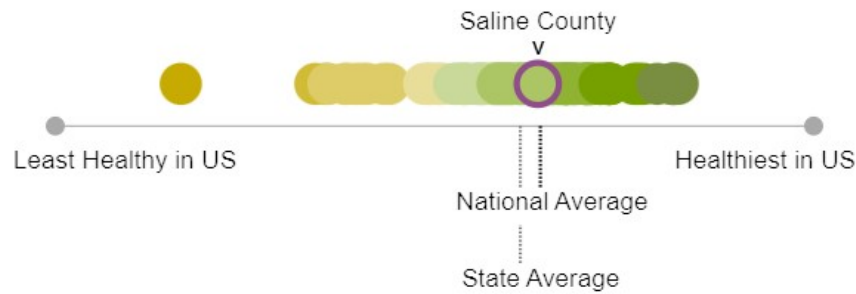 Saline County
v
Least Healthy in US
Healthiest in US
National Average
State Average